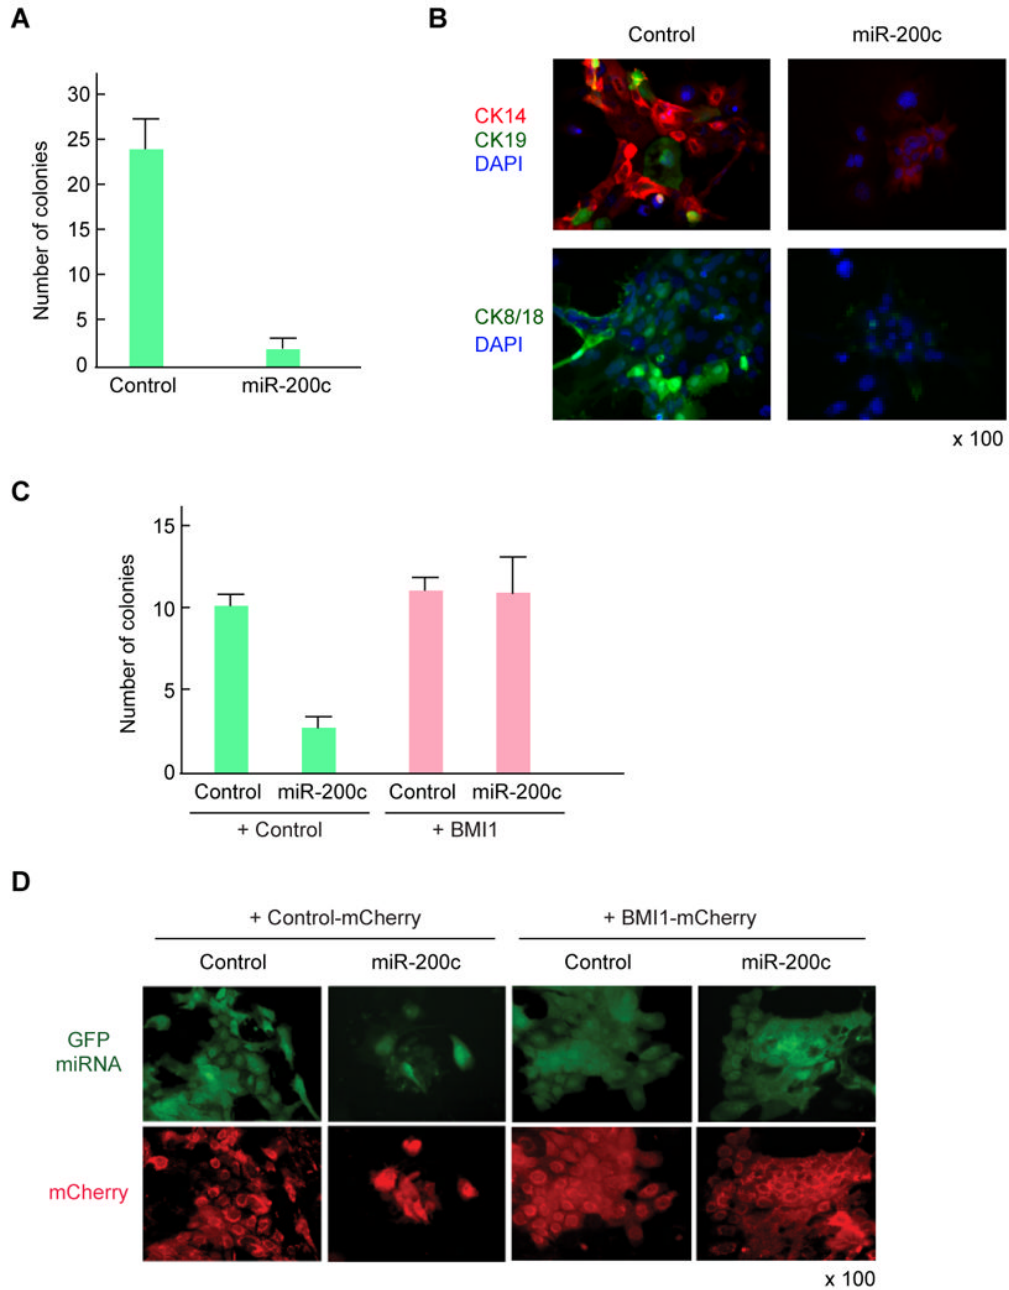 A
Number of colonies
30
25
20
15
10
5
0
Control
miR-200c
B
Control
miR-200c
CK14
CK19
DAPI
CK8/18
DAPI
x 100
C
Number of colonies
15
10
5
0
Control
miR-200c
Control
miR-200c
+ Control
+ BMI1
D
+ Control-mCherry
+ BMI1-mCherry
Control
miR-200c
Control
miR-200c
GFP
miRNA
mCherry
x 100